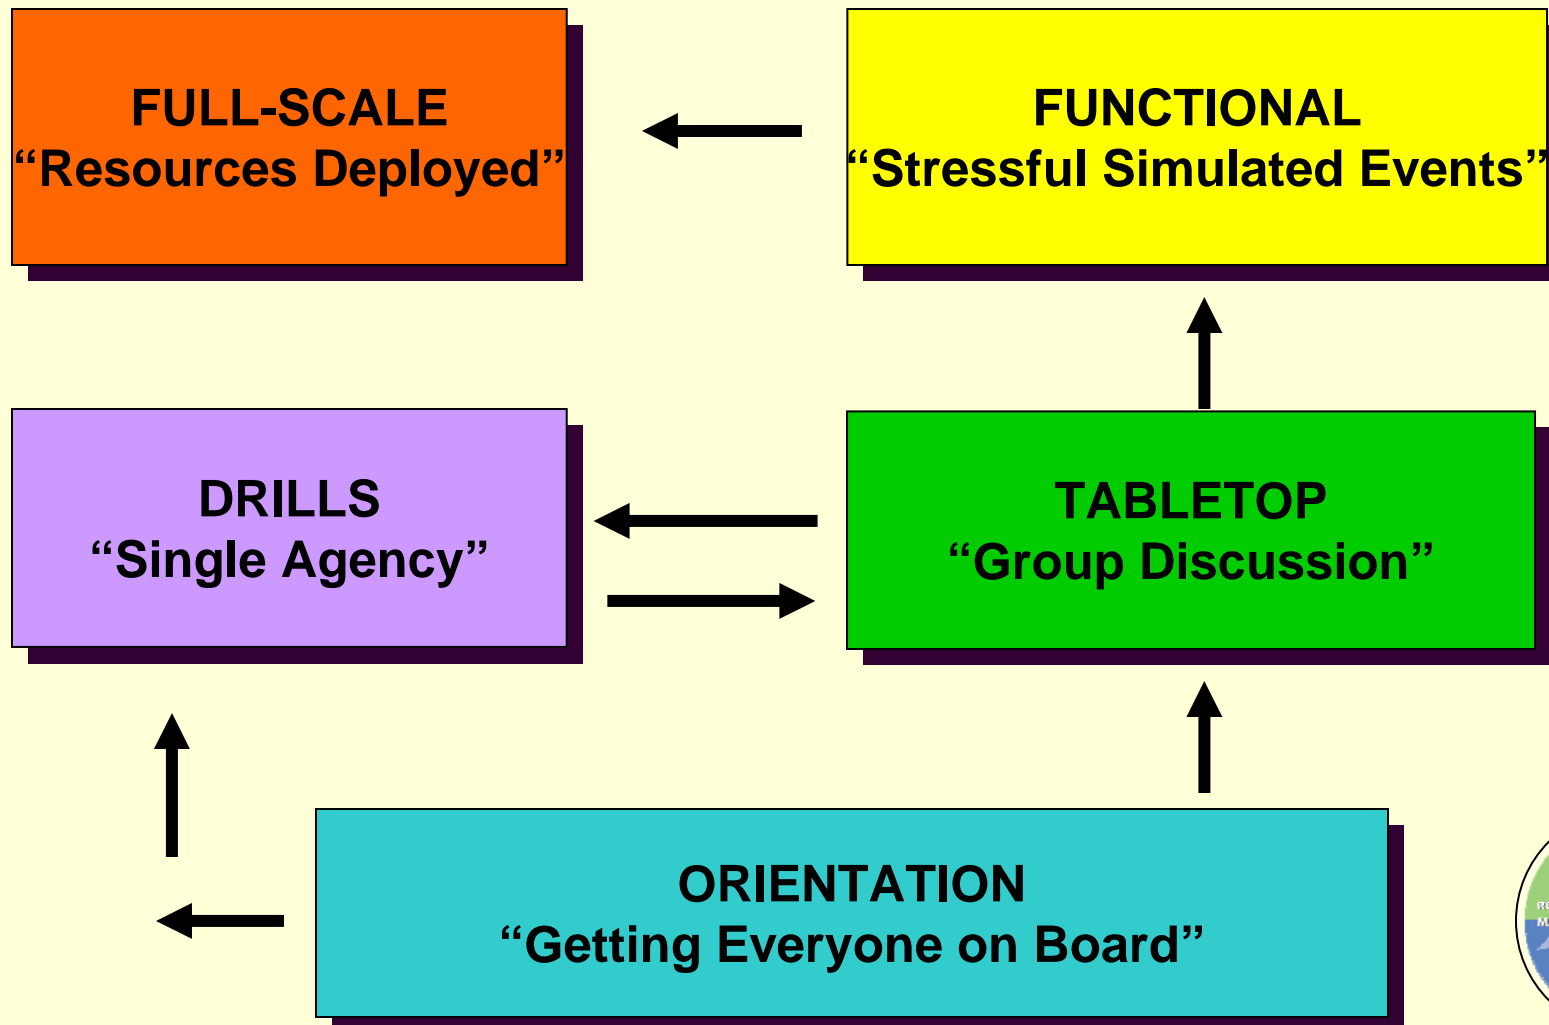 FULL-SCALE
“Resources Deployed”
FUNCTIONAL
“Stressful Simulated Events”
DRILLS
“Single Agency”
TABLETOP
“Group Discussion”
ORIENTATION
“Getting Everyone on Board”